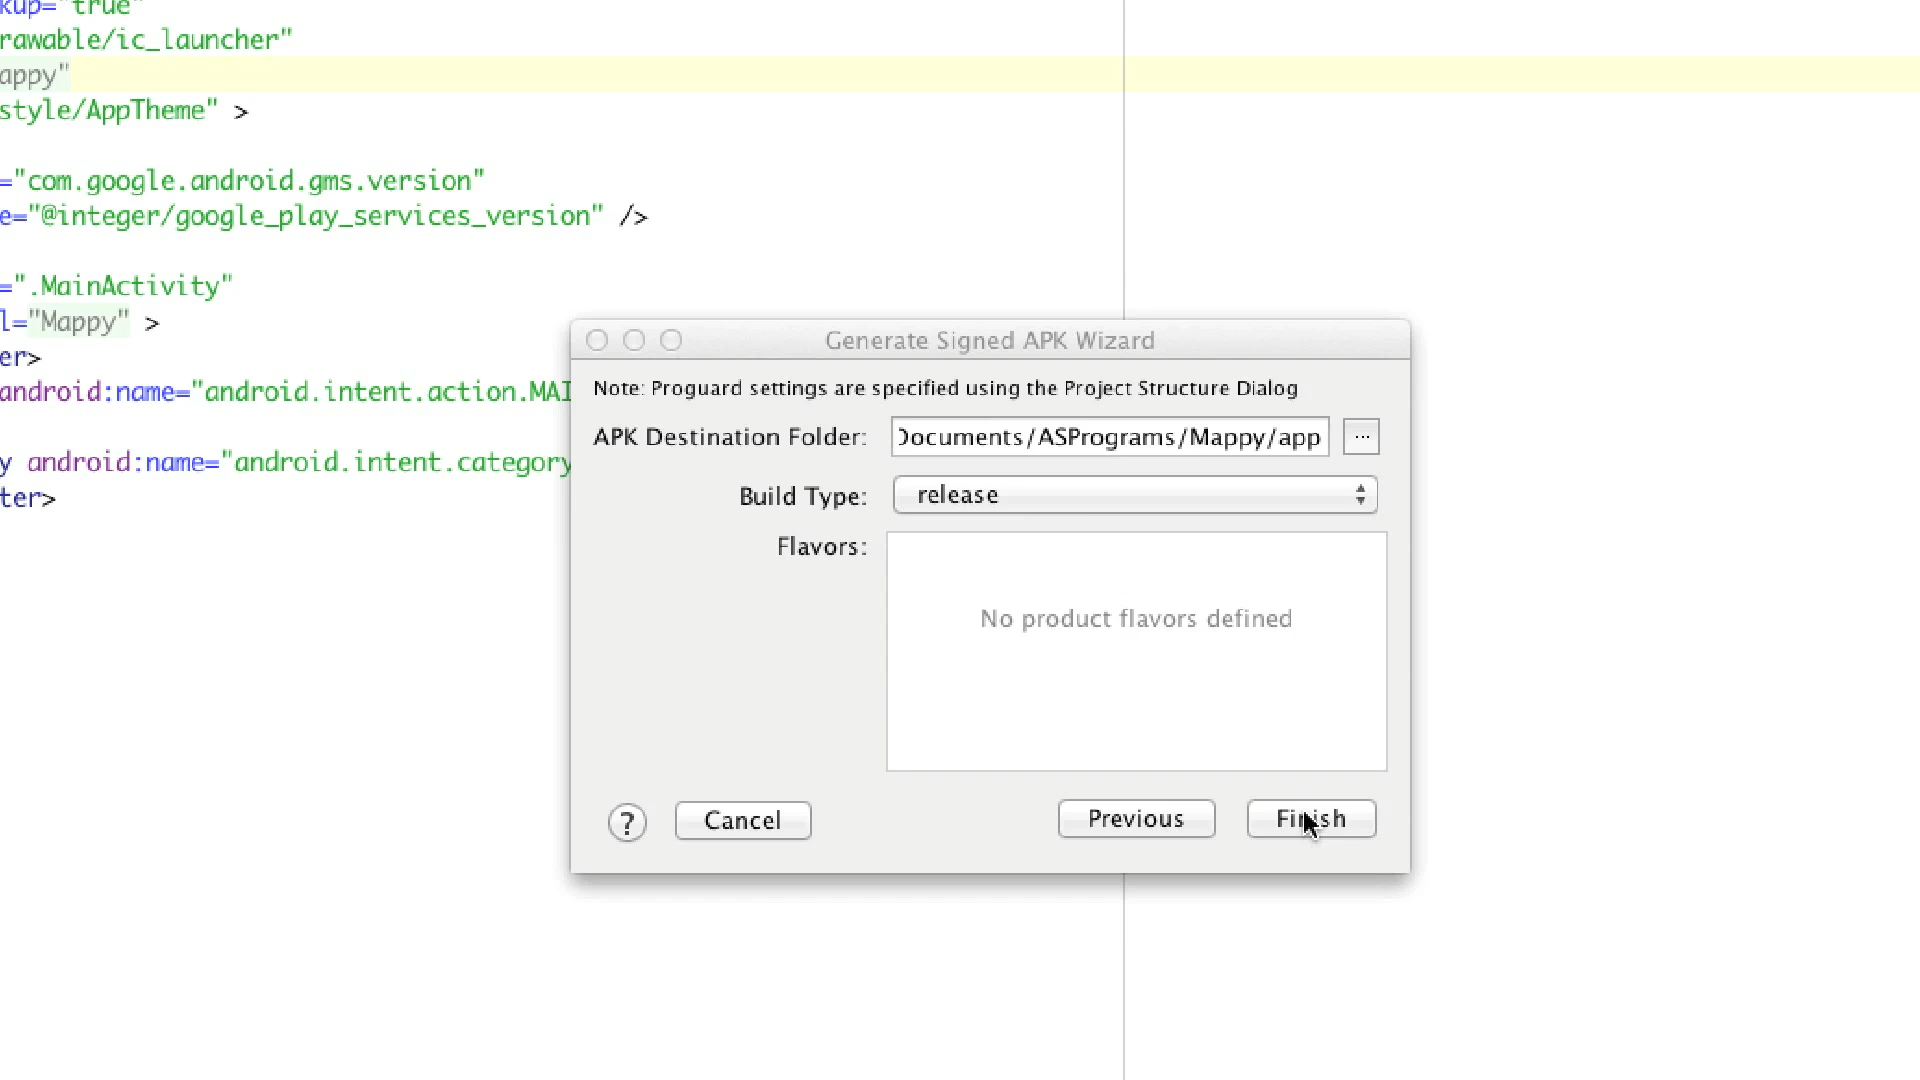 kup="true"
rawable/ic_launcher"
appy"
style/AppTheme" >
="com.google.android.gms.version"
e="@integer/google_play_services_version" />
=".MainActivity"
l="Mappy" >
er>
android:name="android.intent.action.MAI
y android:name="android.intent.category
ter>
Generate Signed APK Wizard
Note: Proguard settings are specified using the Project Structure Dialog
APK Destination Folder: Documents/ASPrograms/Mappy/app ...
Build Type: release
Flavors:
No product flavors defined
? Cancel Previous Finish